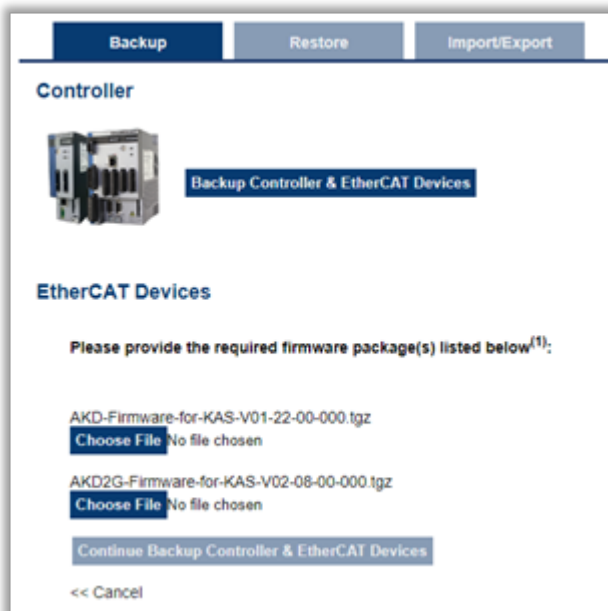 Backup Restore Import/Export
Controller
Backup Controller & EtherCAT Devices
EtherCAT Devices
Please provide the required firmware package(s) listed below(1):
AKD-Firmware-for-KAS-V01-22-00-000.tgz
Choose File No file chosen
AKD2G-Firmware-for-KAS-V02-08-00-000.tgz
Choose File No file chosen
Continue Backup Controller & EtherCAT Devices
<< Cancel